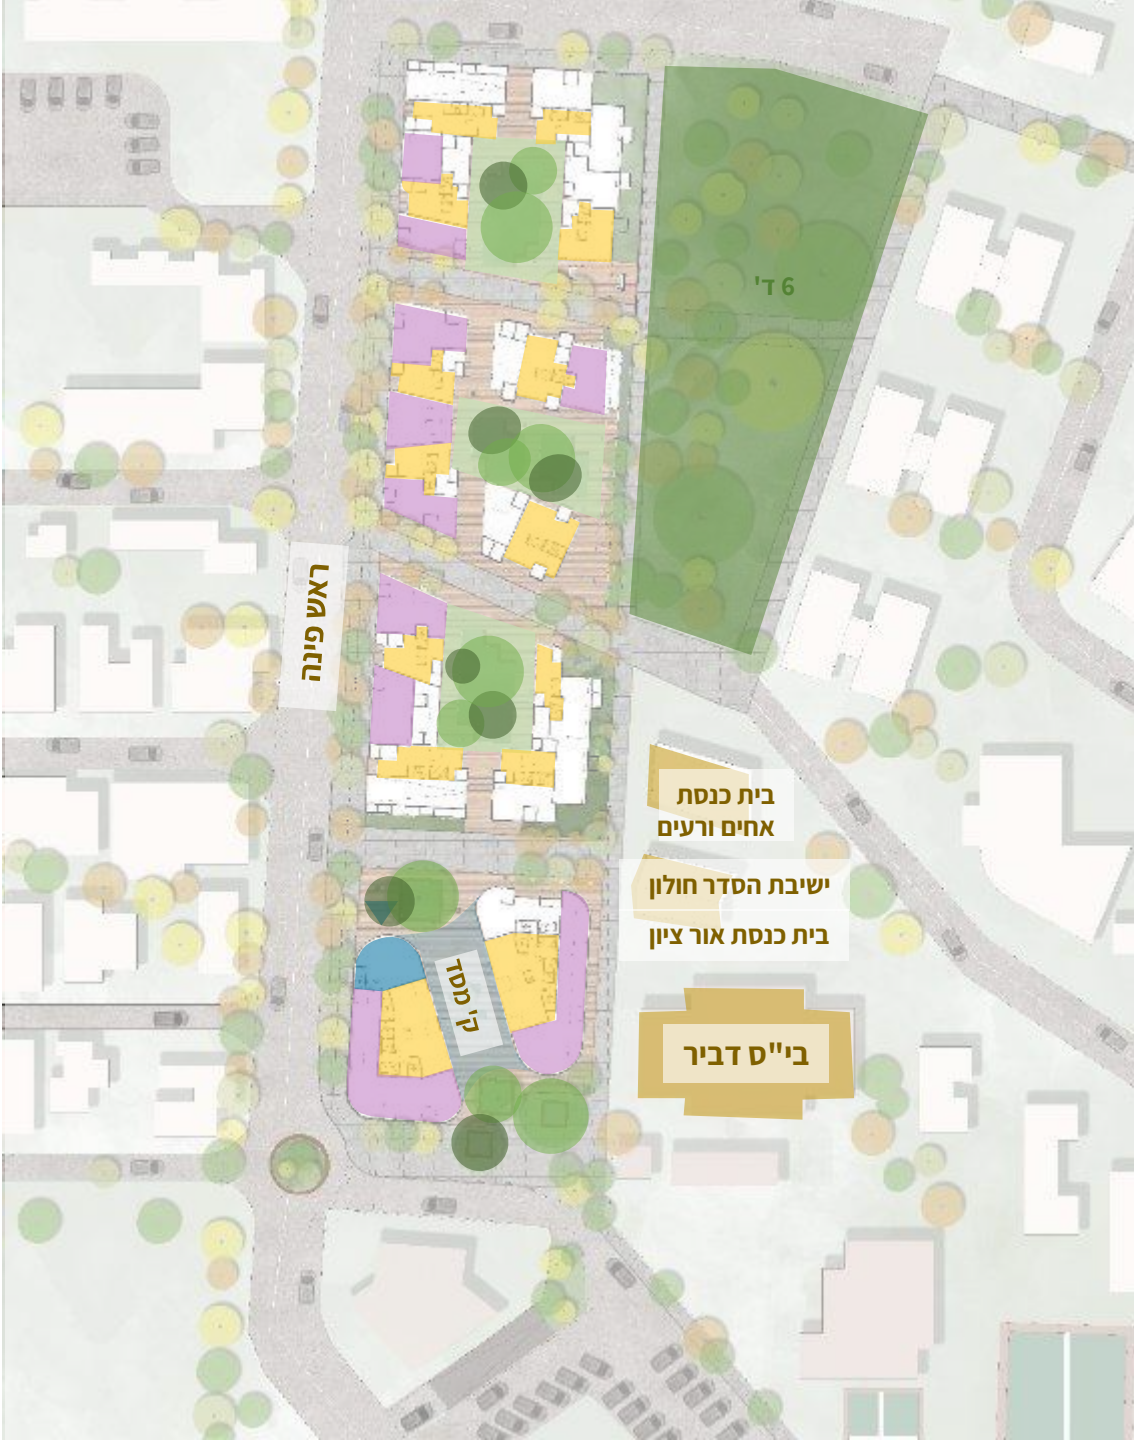 6 ד'
ראש פינה
בית כנסת
אחים ורעים
ישיבת הסדר חולון
בית כנסת אור ציון
ק' מסד
בי"ס דביר